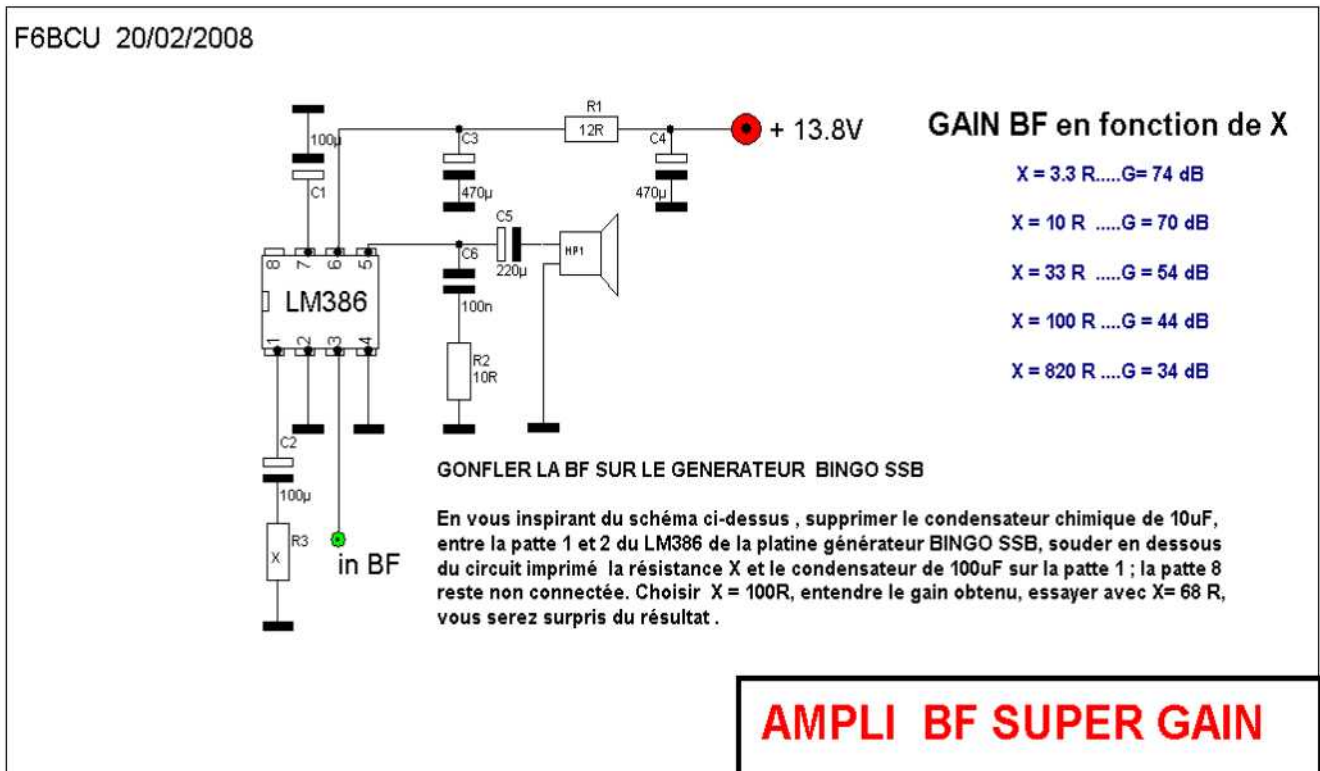 F6BCU 20/02/2008
R1
12R
+ 13.8V
C3
470µ
C4
470µ
100µ
C1
C5
220µ
HP1
C6
100n
R2
10R
8 7 6 5
LM386
1 2 3 4
C2
100µ
R3
X
in BF
GAIN BF en fonction de X
X = 3.3 R.....G= 74 dB
X = 10 R .....G = 70 dB
X = 33 R .....G = 54 dB
X = 100 R ....G = 44 dB
X = 820 R ....G = 34 dB
GONFLER LA BF SUR LE GENERATEUR BINGO SSB
En vous inspirant du schéma ci-dessus , supprimer le condensateur chimique de 10uF,
entre la patte 1 et 2 du LM386 de la platine générateur BINGO SSB, souder en dessous
du circuit imprimé la résistance X et le condensateur de 100uF sur la patte 1 ; la patte 8
reste non connectée. Choisir X = 100R, entendre le gain obtenu, essayer avec X= 68 R,
vous serez surpris du résultat .
AMPLI BF SUPER GAIN